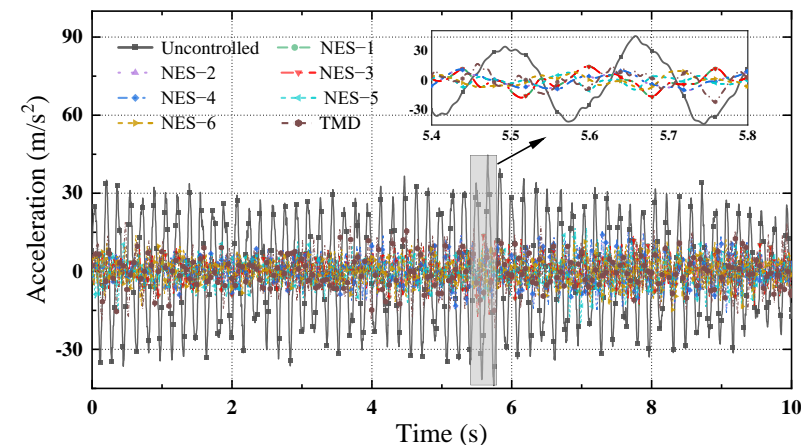 90
60
30
0
-30
Acceleration (m/s²)
Uncontrolled NES−1
NES−2 NES−3
NES−4 NES−5
NES−6 TMD
30
0
-30
5.4 5.5 5.6 5.7 5.8
0 2 4 6 8 10
Time (s)